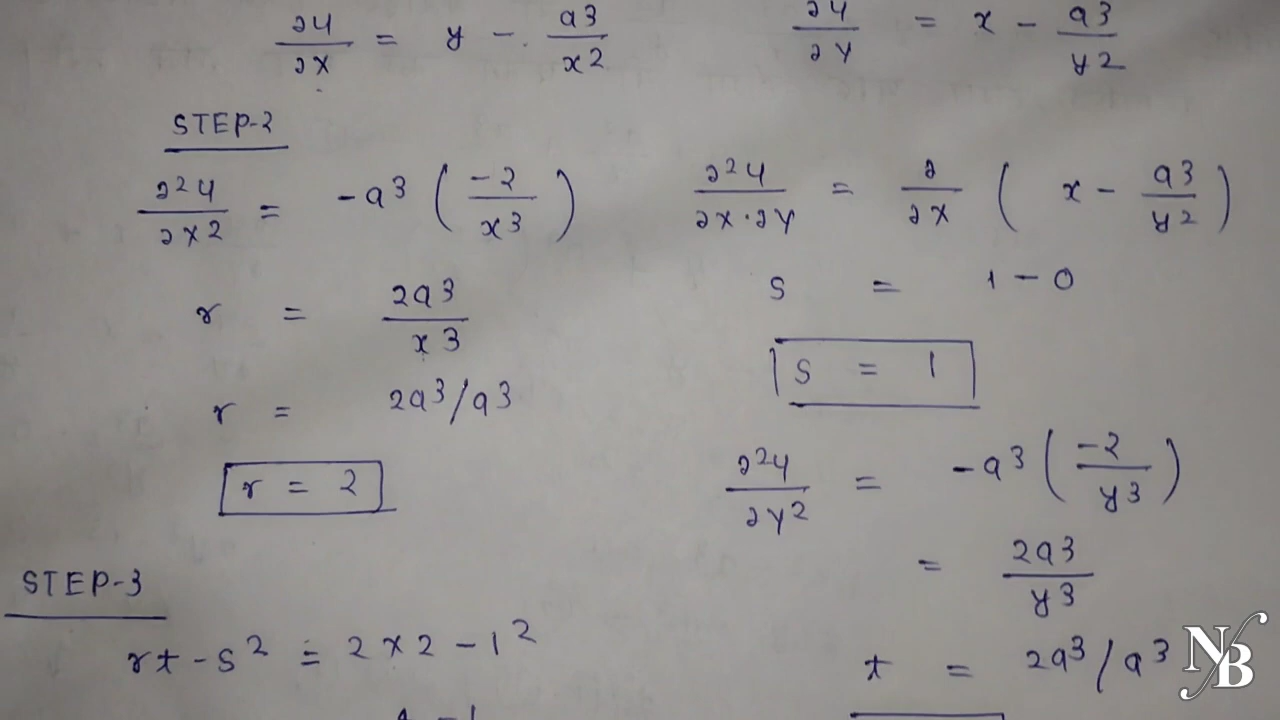 ∂u/∂x = y - a3/x2    ∂u/∂y = x - a3/y2
STEP-2
∂²u/∂x2 = -a3 (-2/x3)    ∂²u/∂x·∂y = ∂/∂x ( x - a3/y2 )
r = 2a3/x3    s = 1 - 0
r = 2a3/a3    s = 1
r = 2    ∂²u/∂y2 = -a3 (-2/y3)
= 2a3/y3
STEP-3
rt - s2 = 2 × 2 - 1 2    t = 2a3/a3
NB